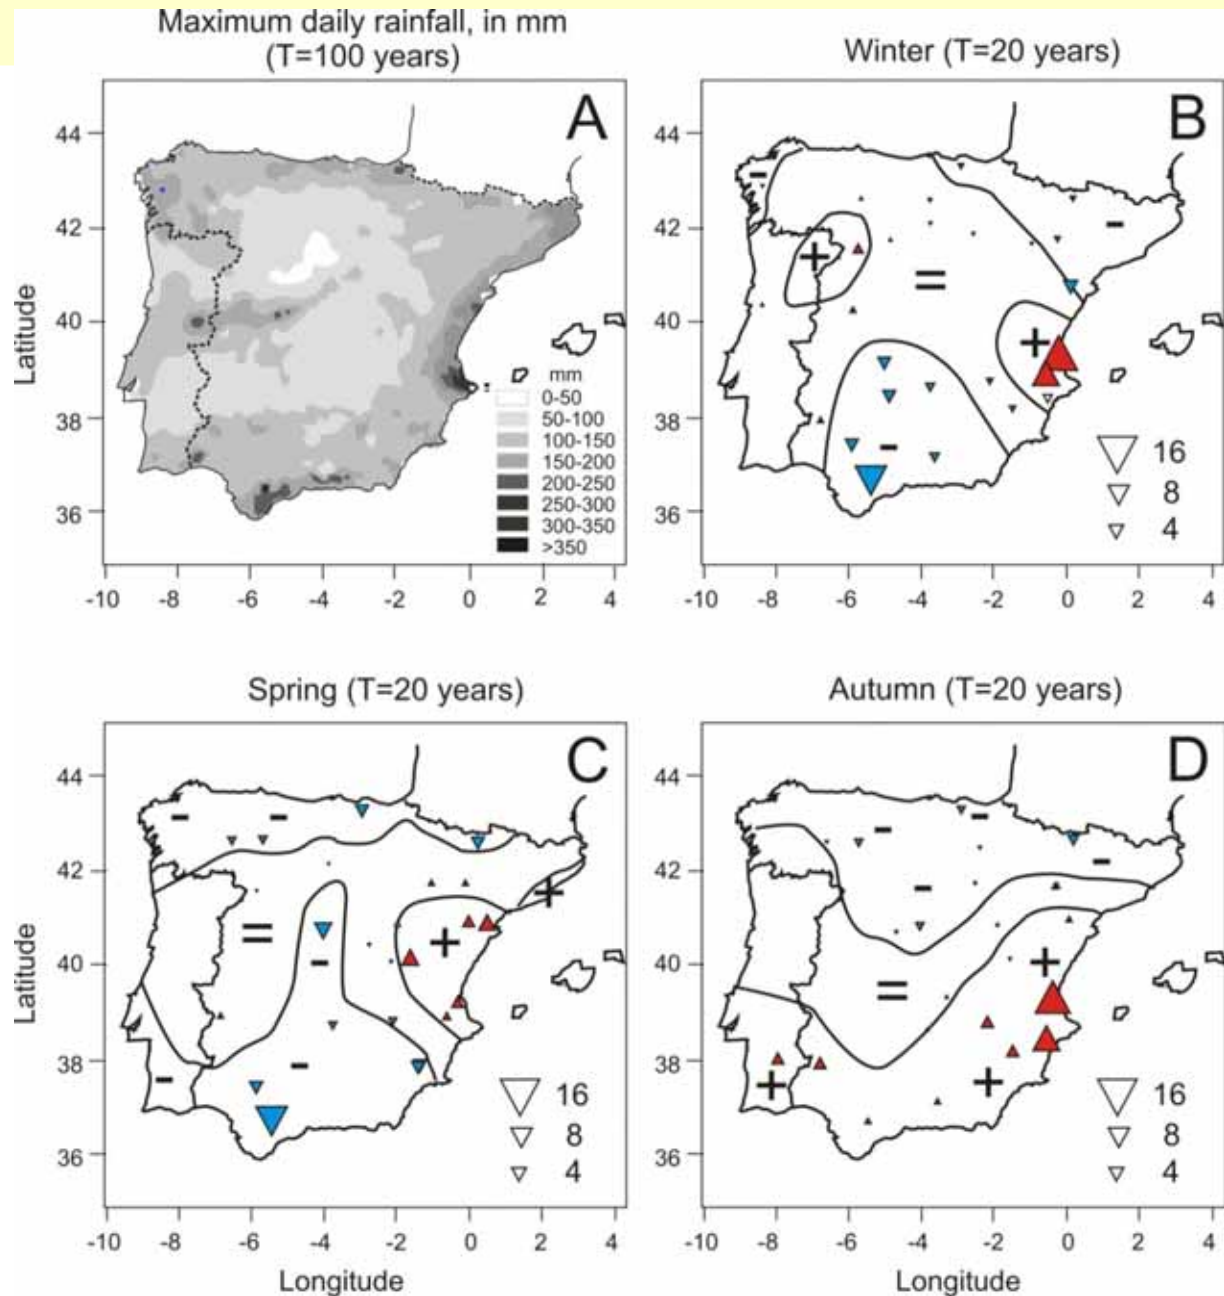 Maximum daily rainfall, in mm
(T=100 years)
A
44
42
40
38
36
Latitude
mm
0-50
50-100
100-150
150-200
200-250
250-300
300-350
>350
-10 -8 -6 -4 -2 0 2 4
Winter (T=20 years)
B
44
42
40
38
36
- + = + -
16
8
4
-10 -8 -6 -4 -2 0 2 4
Spring (T=20 years)
C
44
42
40
38
36
Latitude
- - + = + - - -
16
8
4
-10 -8 -6 -4 -2 0 2 4
Longitude
Autumn (T=20 years)
D
44
42
40
38
36
- - - - + = + +
16
8
4
-10 -8 -6 -4 -2 0 2 4
Longitude